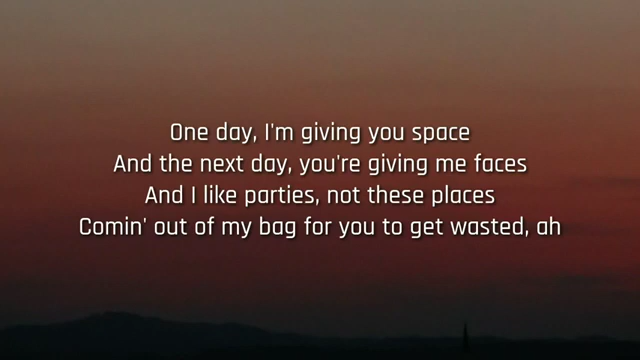 One day, I'm giving you space
And the next day, you're giving me faces
And I like parties, not these places
Comin' out of my bag for you to get wasted, ah